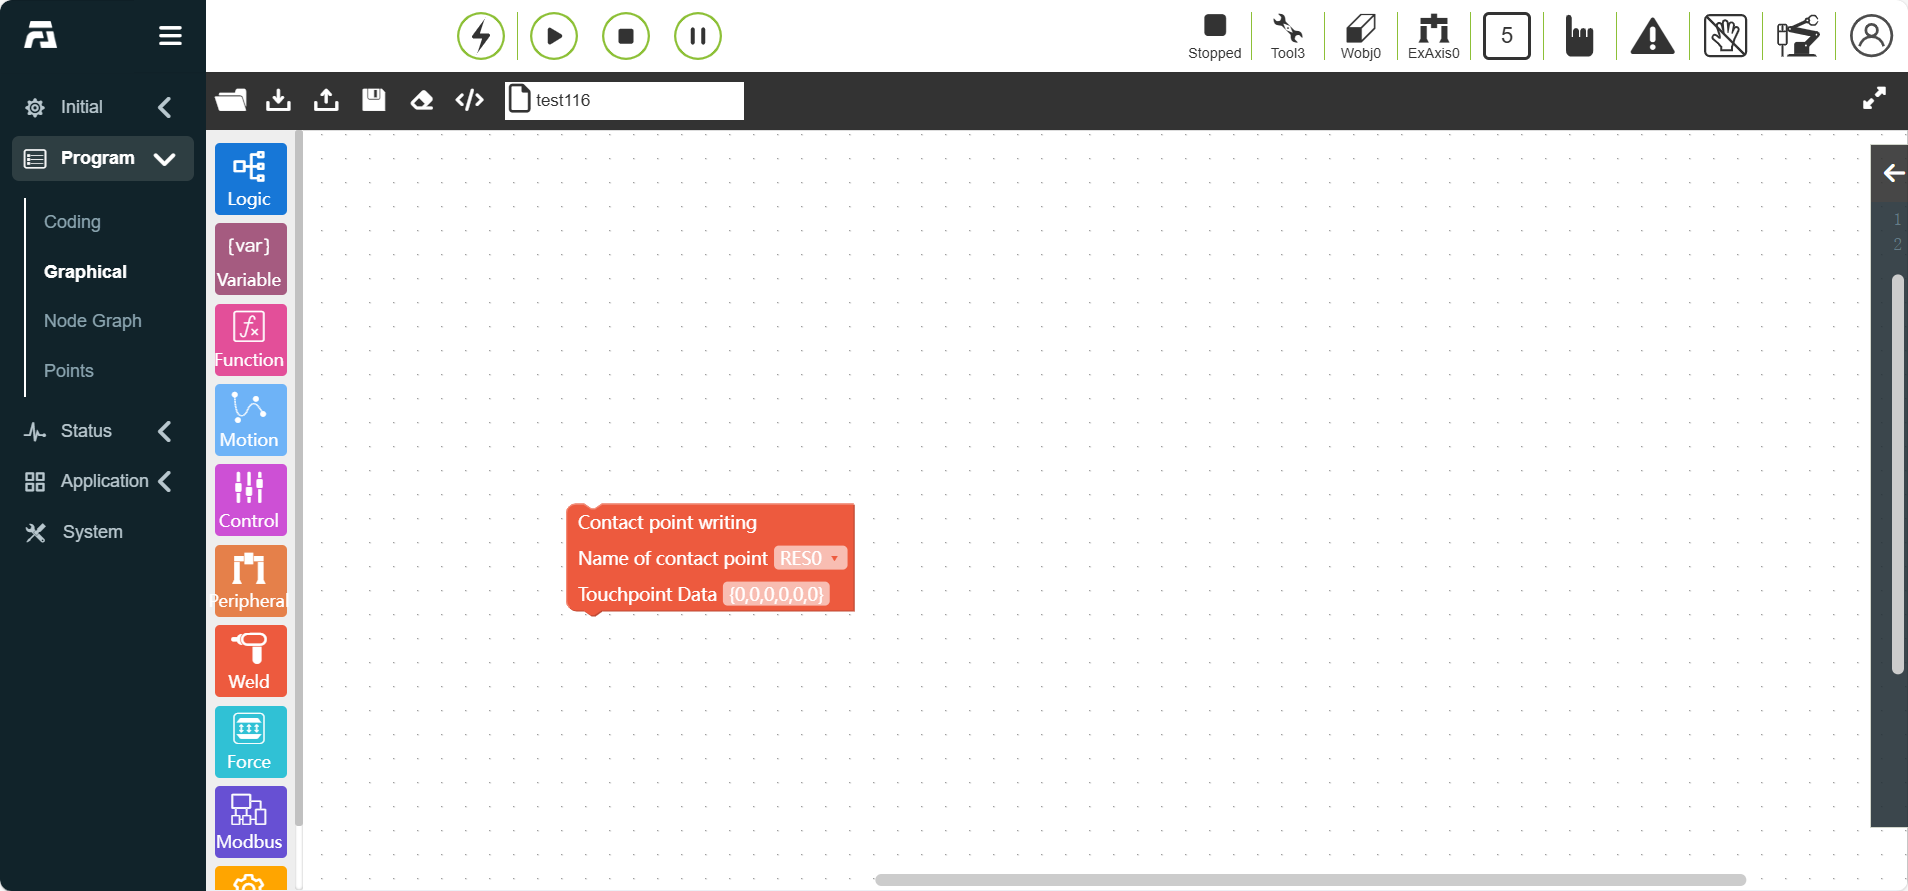 Stopped
Tool3
Wobj0
ExAxis0
5
Initial
Program
Coding
Graphical
Node Graph
Points
Status
Application
System
test116
Logic
{var}
Variable
fx
Function
Motion
Control
Peripheral
Weld
Force
Modbus
Contact point writing
Name of contact point RES0
Touchpoint Data {0,0,0,0,0,0}
1
2